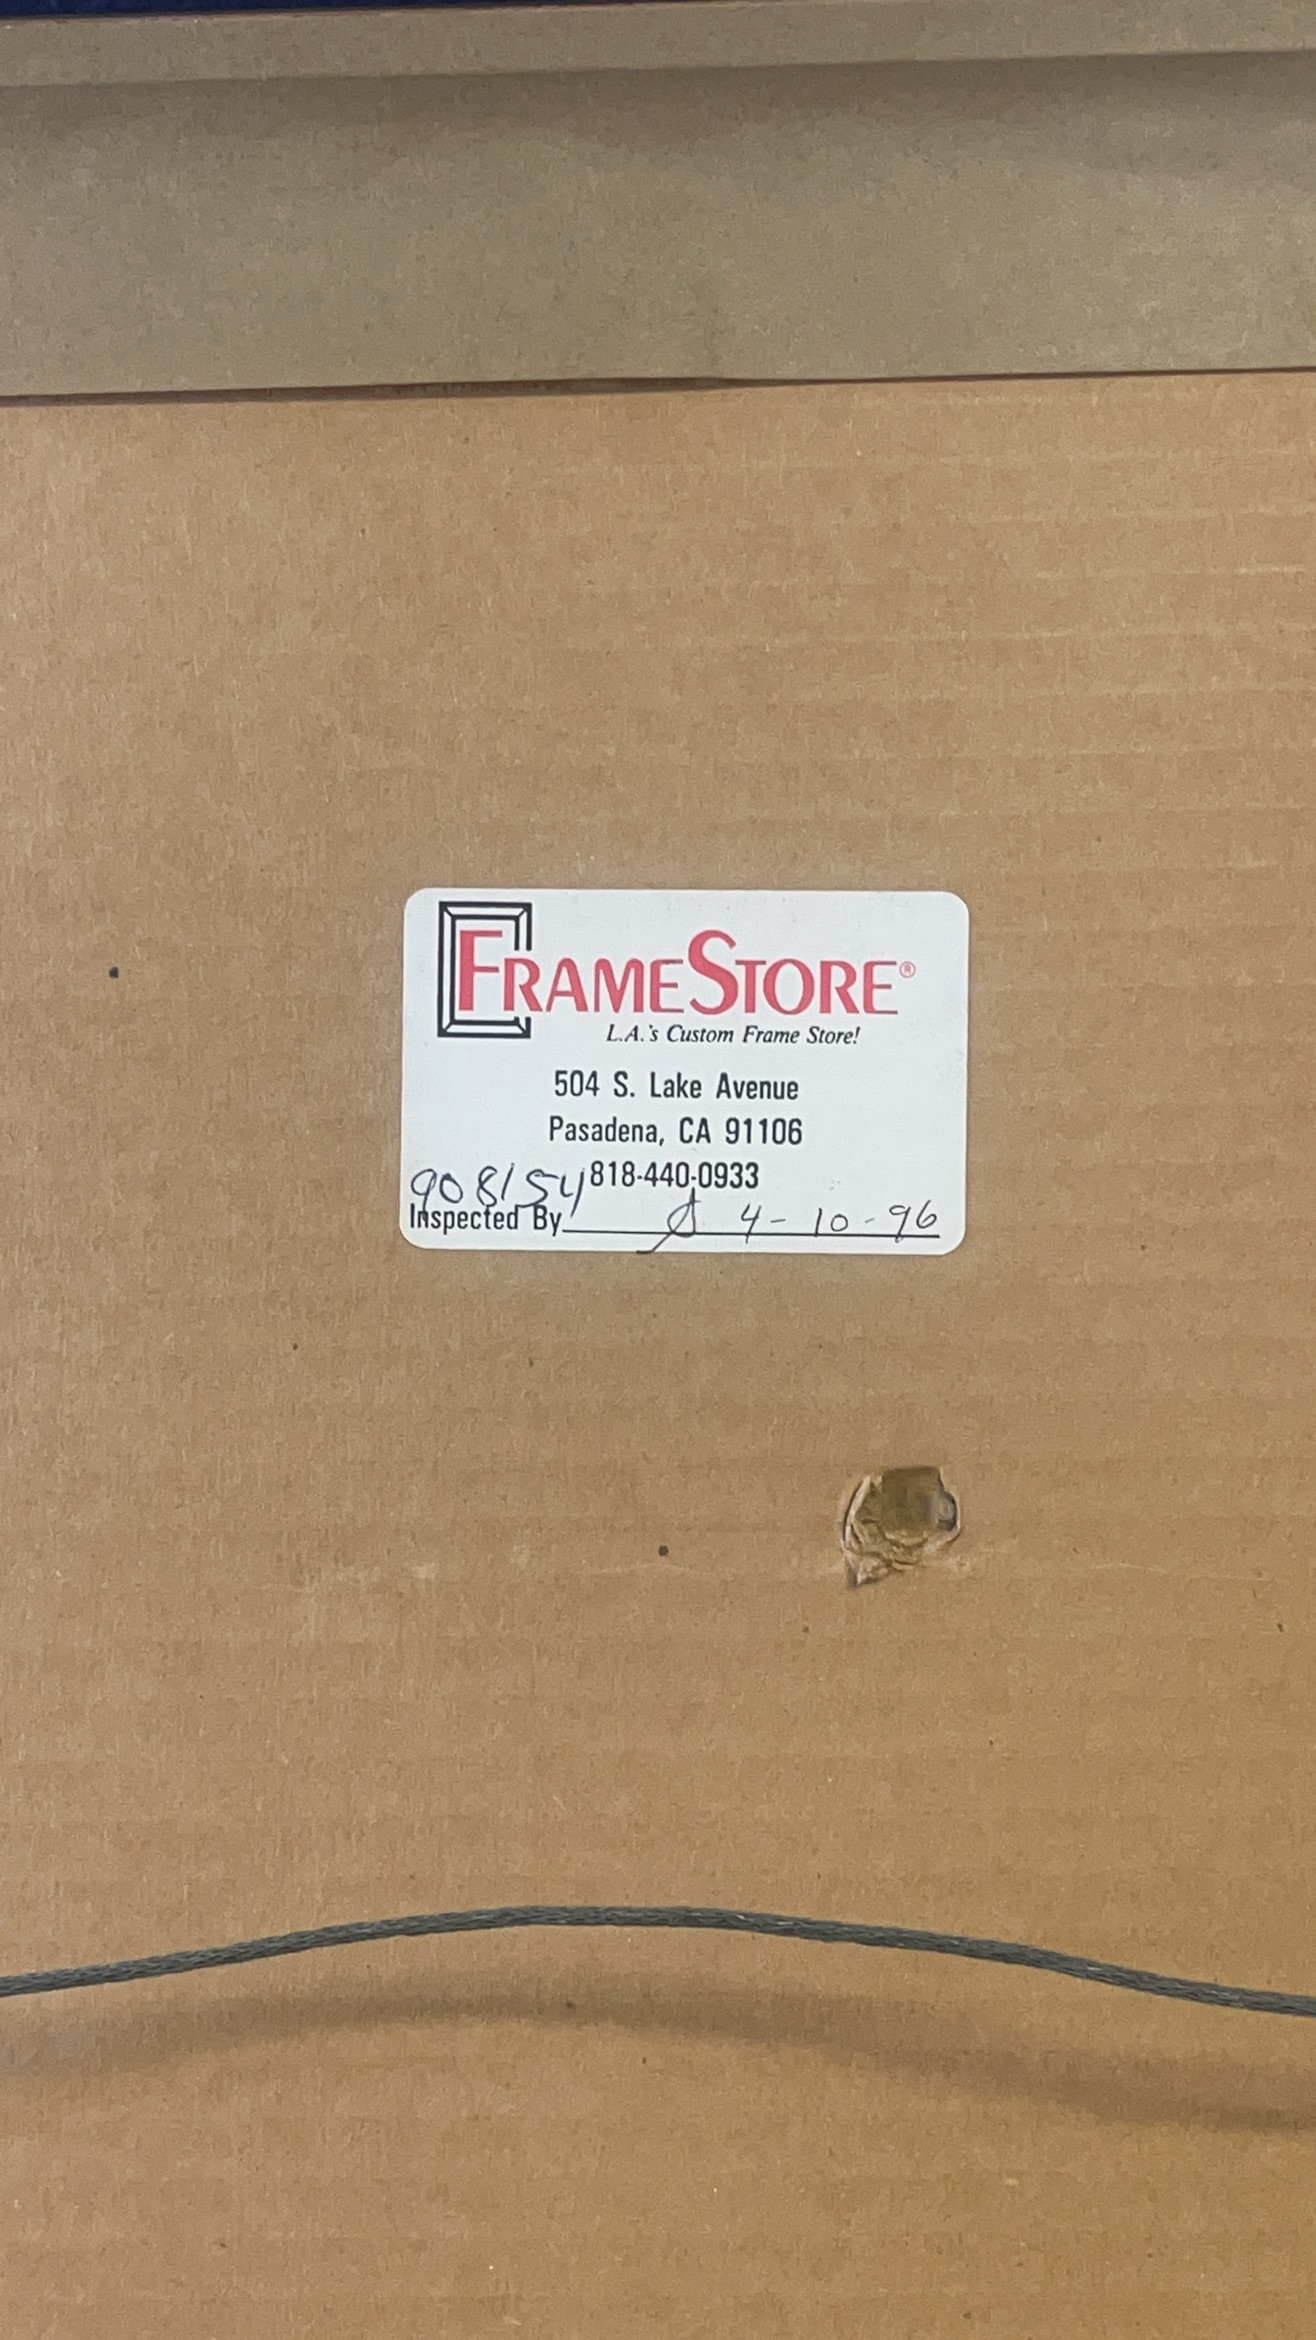 FRAMESTORE®
L.A.'s Custom Frame Store!
504 S. Lake Avenue
Pasadena, CA 91106
908154 818-440-0933
Inspected By 4-10-96